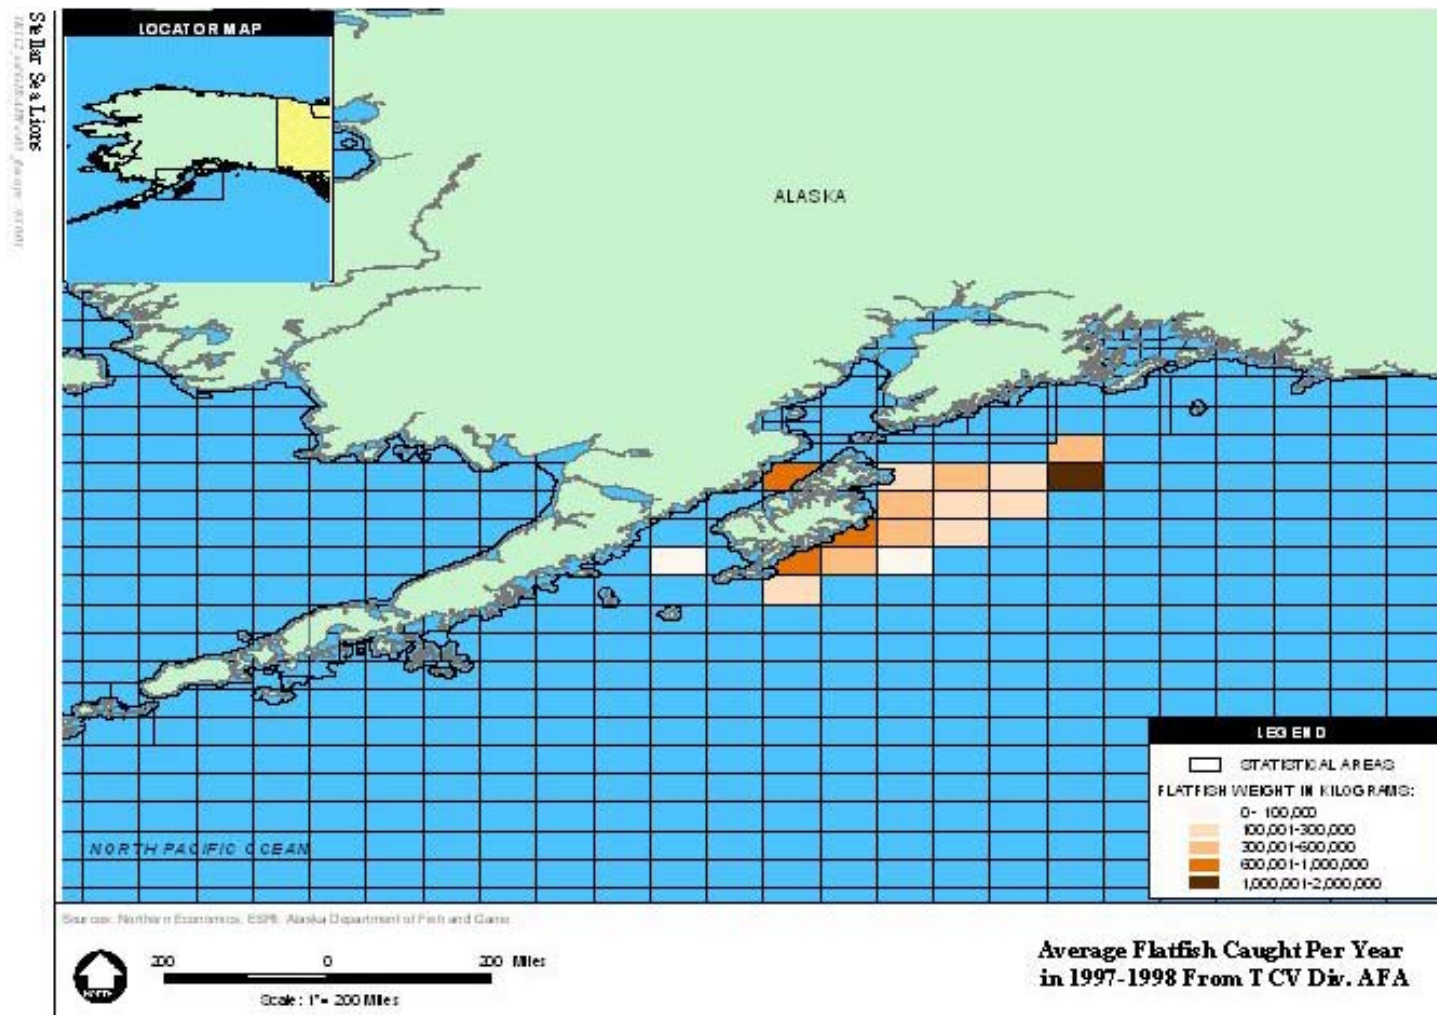 Stellar Sea Lions
LOCATOR MAP
ALASKA
LEGEND
STATISTICAL AREAS
FLATFISH WEIGHT IN KILOGRAMS:
0 - 100,000
100,001-300,000
300,001-600,000
600,001-1,000,000
1,000,001-2,000,000
NORTH PACIFIC OCEAN
Sources: Northern Economics, ESRI, Alaska Department of Fish and Game
200 0 200 Miles
Scale: 1" = 200 Miles
Average Flatfish Caught Per Year
in 1997-1998 From TCV Div. AFA